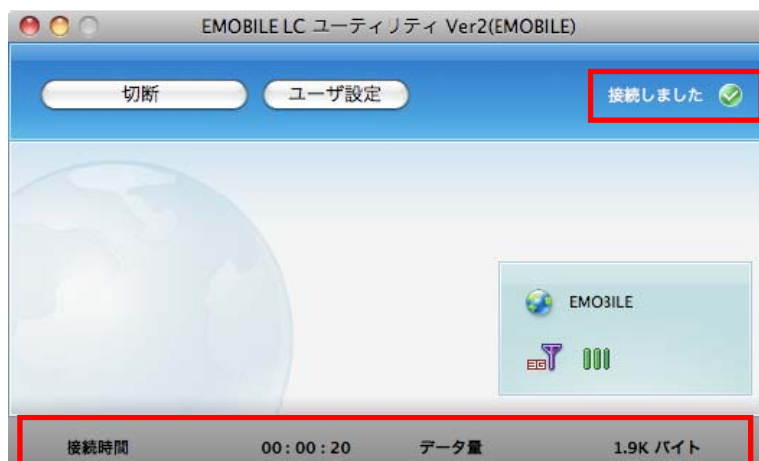 EMOBILE LC ユーティリティ Ver2(EMOBILE)
切断 ユーザ設定 接続しました
EMOBILE
EG
接続時間 00:00:20 データ量 1.9K バイト